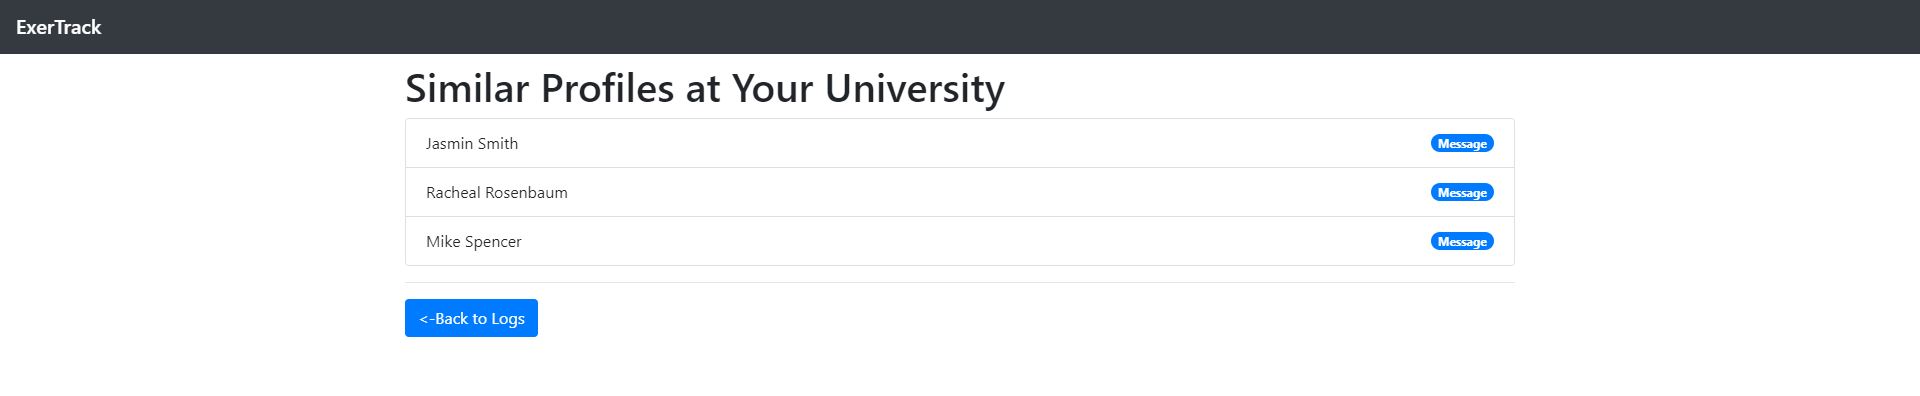 ExerTrack
Similar Profiles at Your University
Jasmin Smith Message
Racheal Rosenbaum Message
Mike Spencer Message
<-Back to Logs